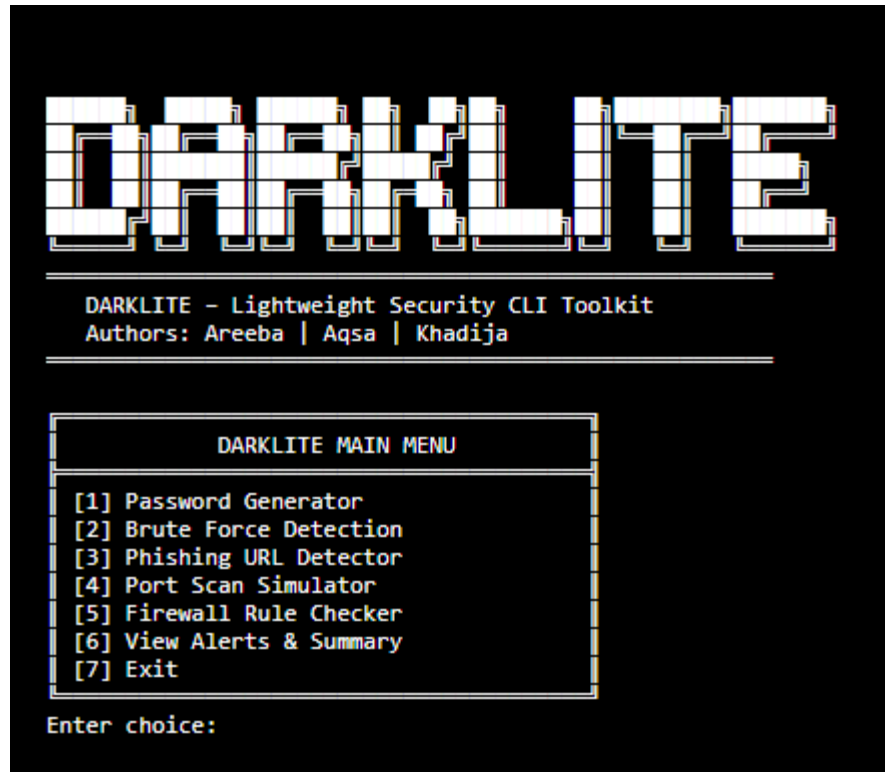 DARKLITE
DARKLITE – Lightweight Security CLI Toolkit
Authors: Areeba | Aqsa | Khadija
DARKLITE MAIN MENU
[1] Password Generator
[2] Brute Force Detection
[3] Phishing URL Detector
[4] Port Scan Simulator
[5] Firewall Rule Checker
[6] View Alerts & Summary
[7] Exit
Enter choice: